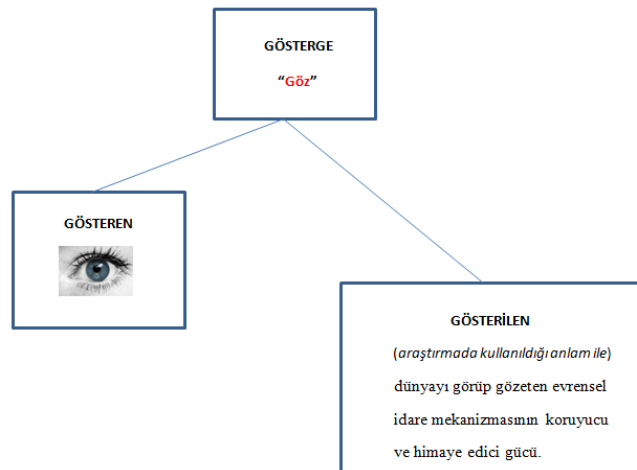 GÖSTERGE
“Göz”
GÖSTEREN
GÖSTERİLEN
(araştırmada kullanıldığı anlam ile)
dünyayı görüp gözeten evrensel
idare mekanizmasının koruyucu
ve himaye edici gücü.